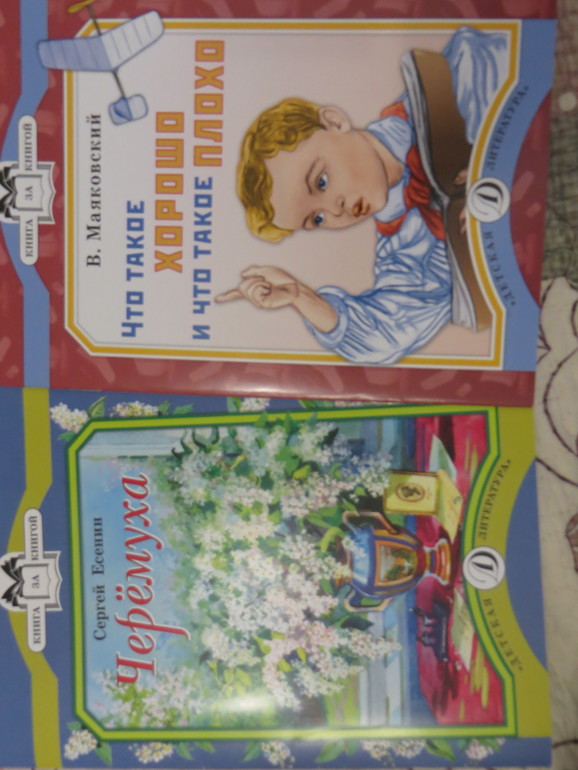 КНИГА ЗА КНИГОЙ
В. Маяковский
Что такое
хорошо
и что такое плохо
«ДЕТСКАЯ ЛИТЕРАТУРА»
КНИГА ЗА КНИГОЙ
Сергей Есенин
Черёмуха
«ДЕТСКАЯ ЛИТЕРАТУРА»